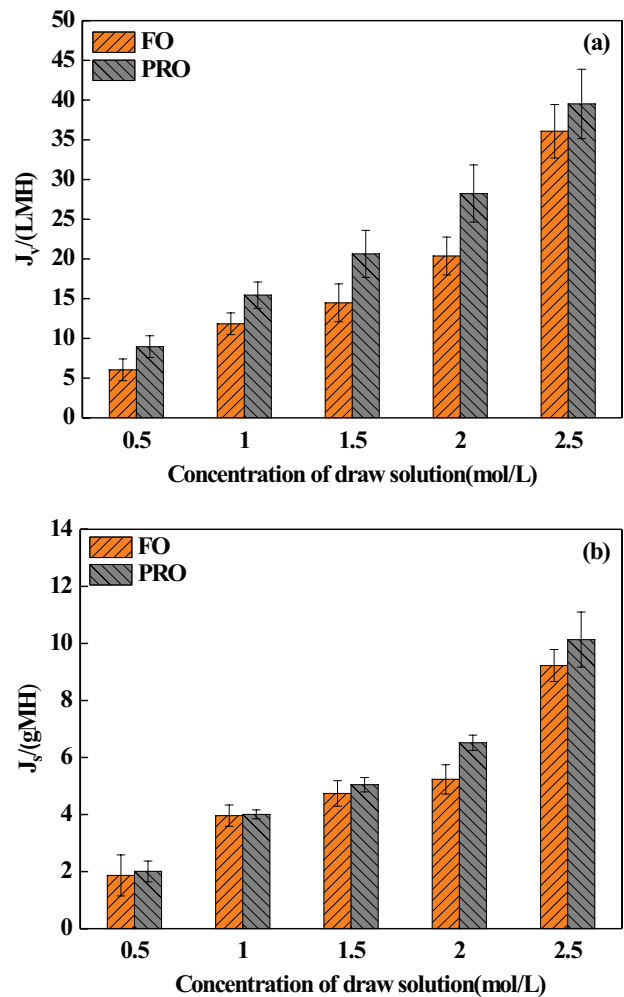 (a)
FO
PRO
J_v/(LMH)
50
45
40
35
30
25
20
15
10
5
0
0.5 1 1.5 2 2.5
Concentration of draw solution(mol/L)
(b)
FO
PRO
J_s/(gMH)
14
12
10
8
6
4
2
0
0.5 1 1.5 2 2.5
Concentration of draw solution(mol/L)